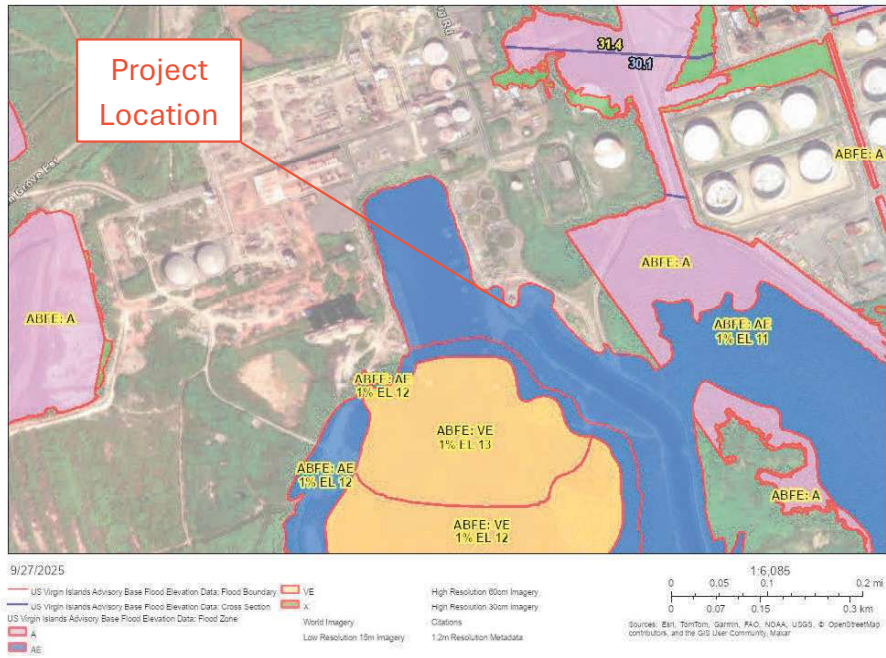 Project
Location
ng Rd
31.4
30.1
ABFE: A
n Grove Est
ABFE: A
ABFE: A
ABFE: AE
1% EL 11
ABFE: AE
1% EL 12
ABFE: VE
1% EL 13
ABFE: AE
1% EL 12
ABFE: A
ABFE: VE
1% EL 12
9/27/2025
US Virgin Islands Advisory Base Flood Elevation Data: Flood Boundary
US Virgin Islands Advisory Base Flood Elevation Data: Cross Section
US Virgin Islands Advisory Base Flood Elevation Data: Flood Zone
A
AE
VE
X
World Imagery
Low Resolution 15m Imagery
High Resolution 60cm Imagery
High Resolution 30cm Imagery
Citations
1.2m Resolution Metadata
1:6,085
0 0.05 0.1 0.2 mi
0 0.07 0.15 0.3 km
Sources: Esri, TomTom, Garmin, FAO, NOAA, USGS, © OpenStreetMap
contributors, and the GIS User Community, Maxar